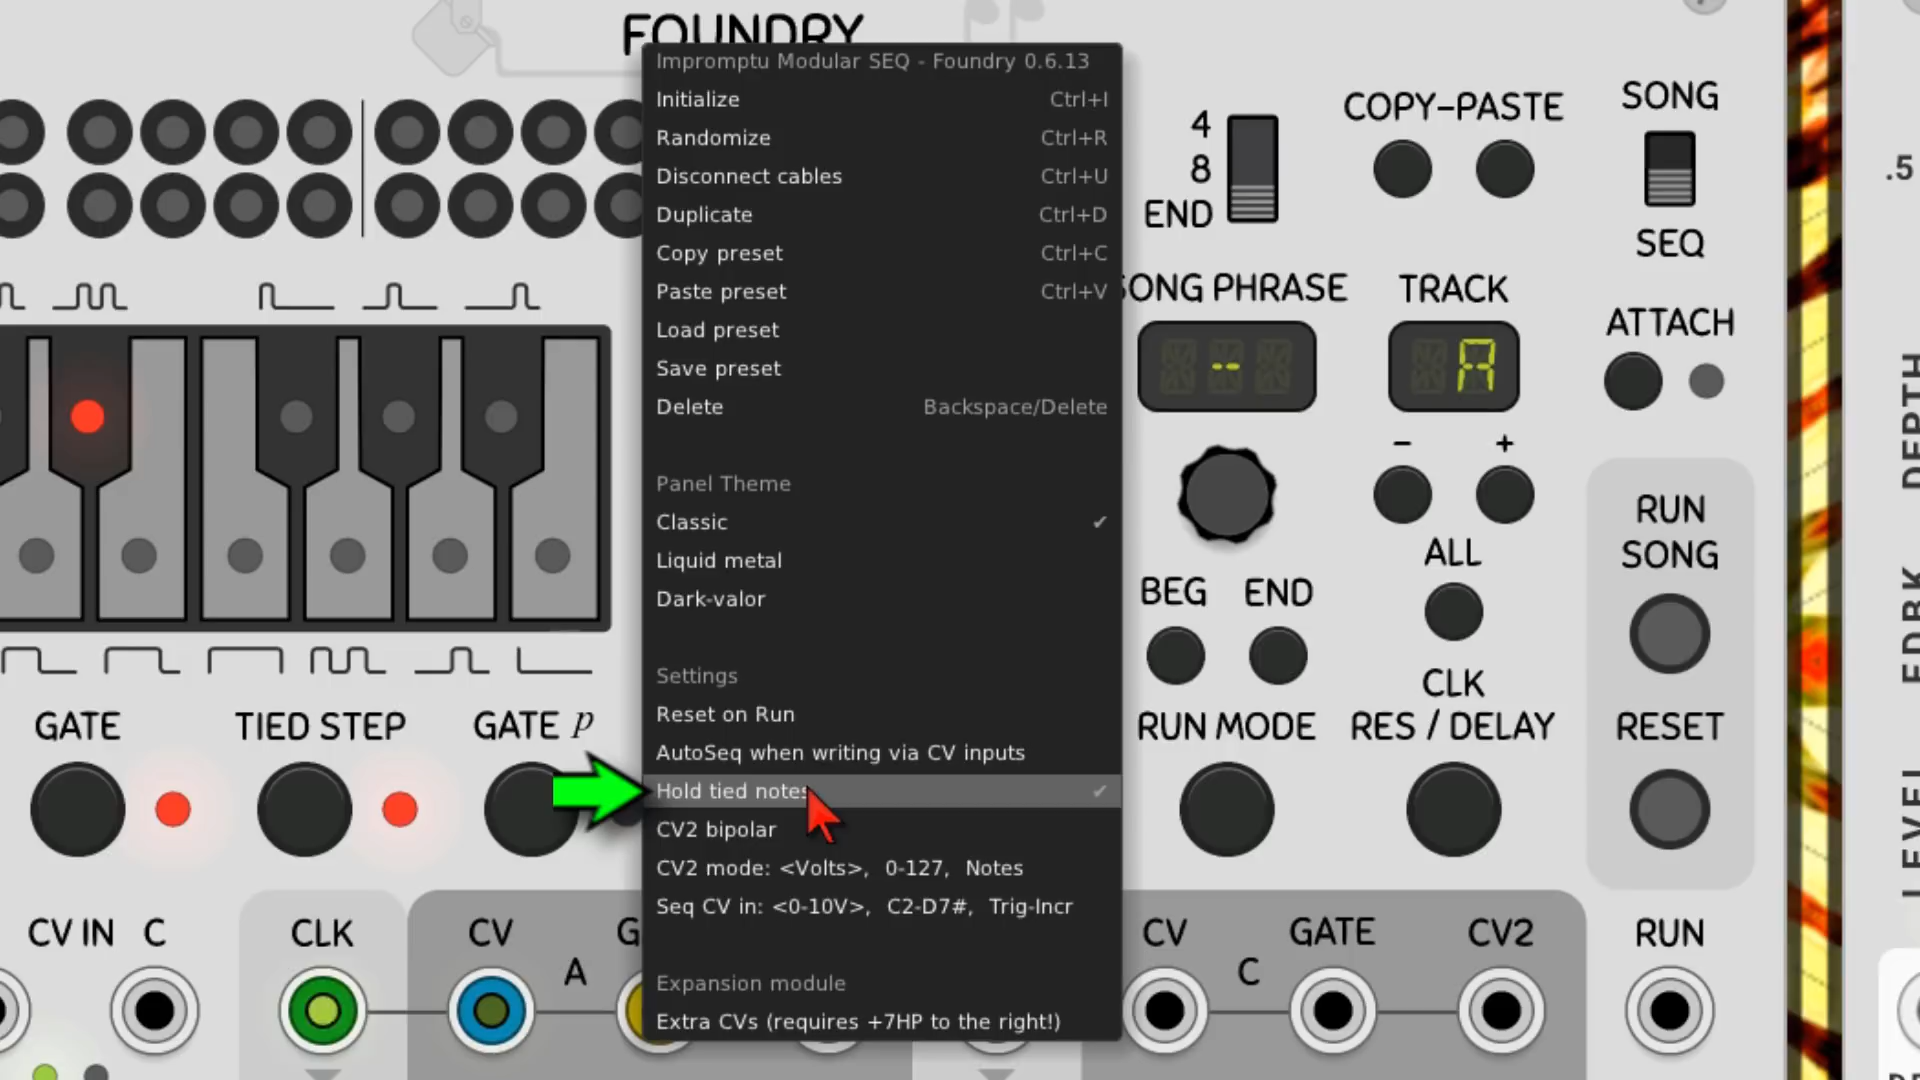 FOUNDRY
Impromptu Modular SEQ - Foundry 0.6.13
Initialize Ctrl+I
Randomize Ctrl+R
Disconnect cables Ctrl+U
Duplicate Ctrl+D
Copy preset Ctrl+C
Paste preset Ctrl+V
Load preset
Save preset
Delete Backspace/Delete
Panel Theme
Classic ✓
Liquid metal
Dark-valor
Settings
Reset on Run
AutoSeq when writing via CV inputs
Hold tied notes ✓
CV2 bipolar
CV2 mode: <Volts>, 0-127, Notes
Seq CV in: <0-10V>, C2-D7#, Trig-Incr
Expansion module
Extra CVs (requires +7HP to the right!)
4
8
END
COPY-PASTE
SONG
SEQ
SONG PHRASE
TRACK
ATTACH
--
A
- +
ALL
BEG END
RUN SONG
CLK
RUN MODE
RES / DELAY
RESET
GATE
TIED STEP
GATE p
CV IN C
CLK
CV
A
CV
GATE
CV2
C
RUN
.5
DEPTH
FDBK
LEVEL